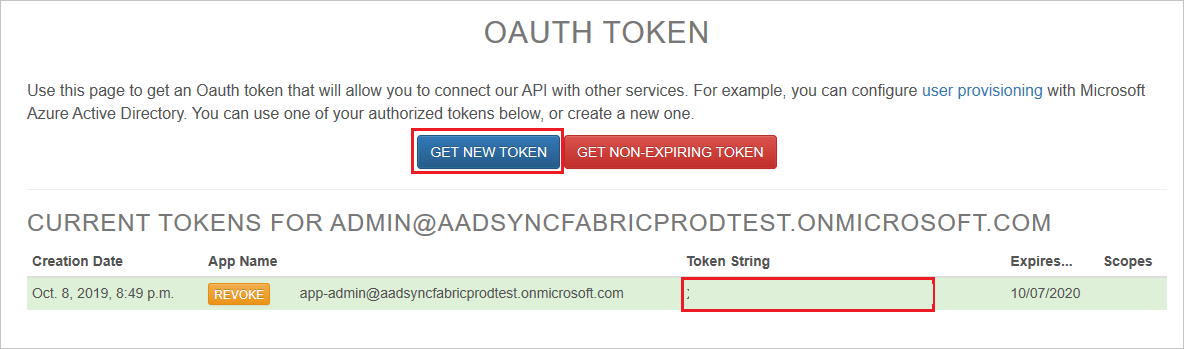 OAUTH TOKEN
Use this page to get an Oauth token that will allow you to connect our API with other services. For example, you can configure user provisioning with Microsoft
Azure Active Directory. You can use one of your authorized tokens below, or create a new one.
GET NEW TOKEN GET NON-EXPIRING TOKEN
CURRENT TOKENS FOR ADMIN@AADSYNCFABRICPRODTEST.ONMICROSOFT.COM
Creation Date App Name Token String Expires... Scopes
Oct. 8, 2019, 8:49 p.m. REVOKE app-admin@aadsyncfabricprodtest.onmicrosoft.com 10/07/2020